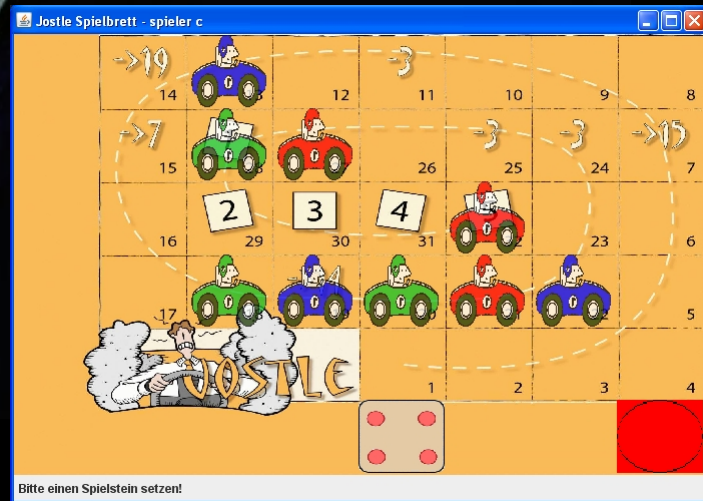 Jostle Spielbrett - spieler c
->19 -3
14 12 11 10 9 8
->7 -3 -3 ->15
15 26 25 24 7
2 3 4
16 29 30 31 23 6
17 5
JOSTLE
1 2 3 4
Bitte einen Spielstein setzen!